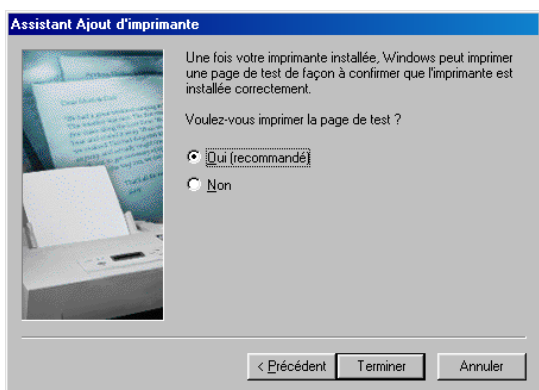 Assistant Ajout d'imprimante
Une fois votre imprimante installée, Windows peut imprimer
une page de test de façon à confirmer que l'imprimante est
installée correctement.
Voulez-vous imprimer la page de test ?
Oui (recommandé)
Non
< Précédent
Terminer
Annuler